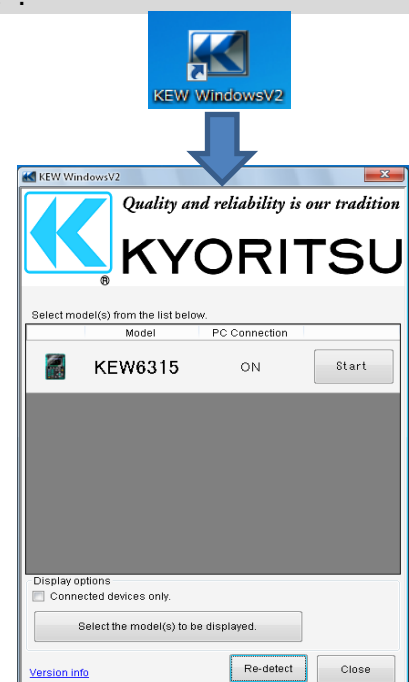 KEW WindowsV2
KEW WindowsV2
Quality and reliability is our tradition
KYORITSU
®
Select model(s) from the list below.
Model PC Connection
KEW6315 ON Start
Display options
Connected devices only.
Select the model(s) to be displayed.
Version info Re-detect Close